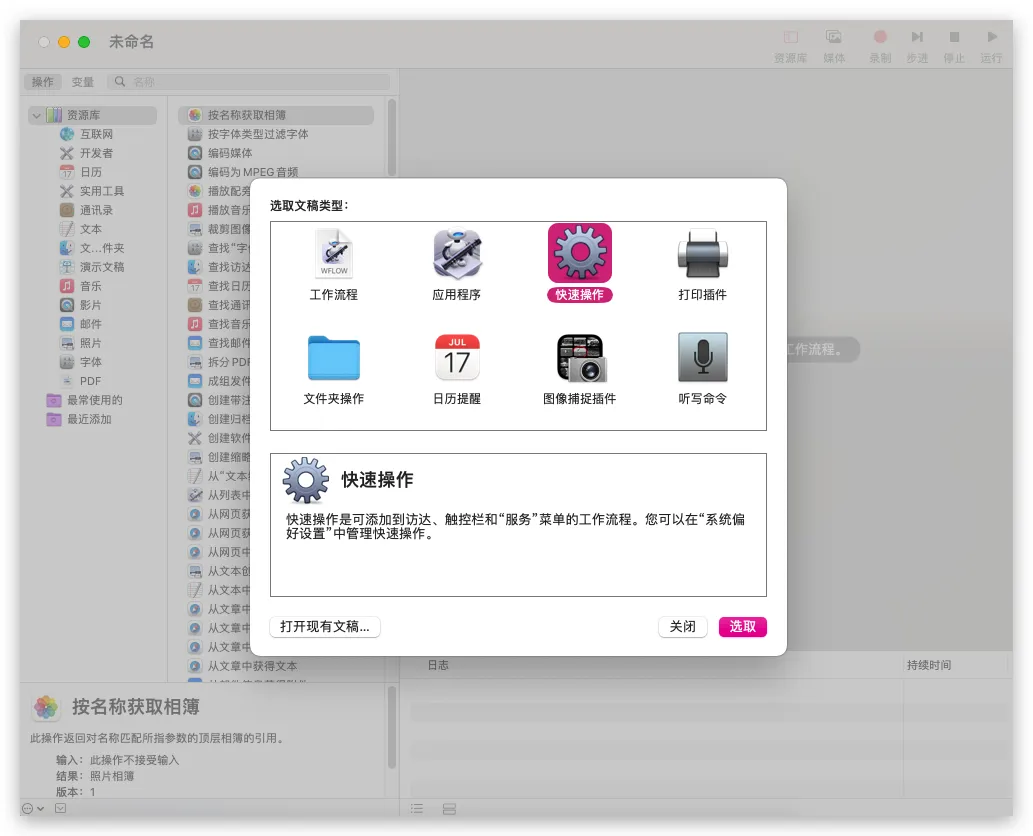 未命名
资源库
媒体
录制
步进
停止
运行
操作
变量
名称
资源库
互联网
开发者
日历
实用工具
通讯录
文本
文...件夹
演示文稿
音乐
影片
邮件
照片
字体
PDF
最常使用的
最近添加
按名称获取相簿
按字体类型过滤字体
编码媒体
编码为 MPEG 音频
播放配旁
播放音乐
裁剪图像
查找“字体
查找访达
查找日历
查找通讯
查找音乐
查找邮件
拆分 PDF
成组发件
创建带注
创建归档
创建软件
创建缩略
从“文本编
从列表中
从网页获
从网页获
从网页中
从文本创
从文本中
从文章中
从文章中
从文章中
从文章中获得文本
选取文稿类型：
WFLOW
工作流程
应用程序
快速操作
打印插件
文件夹操作
JUL
17
日历提醒
图像捕捉插件
听写命令
快速操作
快速操作是可添加到访达、触控栏和“服务”菜单的工作流程。您可以在“系统偏
好设置”中管理快速操作。
打开现有文稿...
关闭
选取
工作流程。
日志
持续时间
按名称获取相簿
此操作返回对名称匹配所指参数的顶层相簿的引用。
输入：此操作不接受输入
结果：照片相簿
版本：1